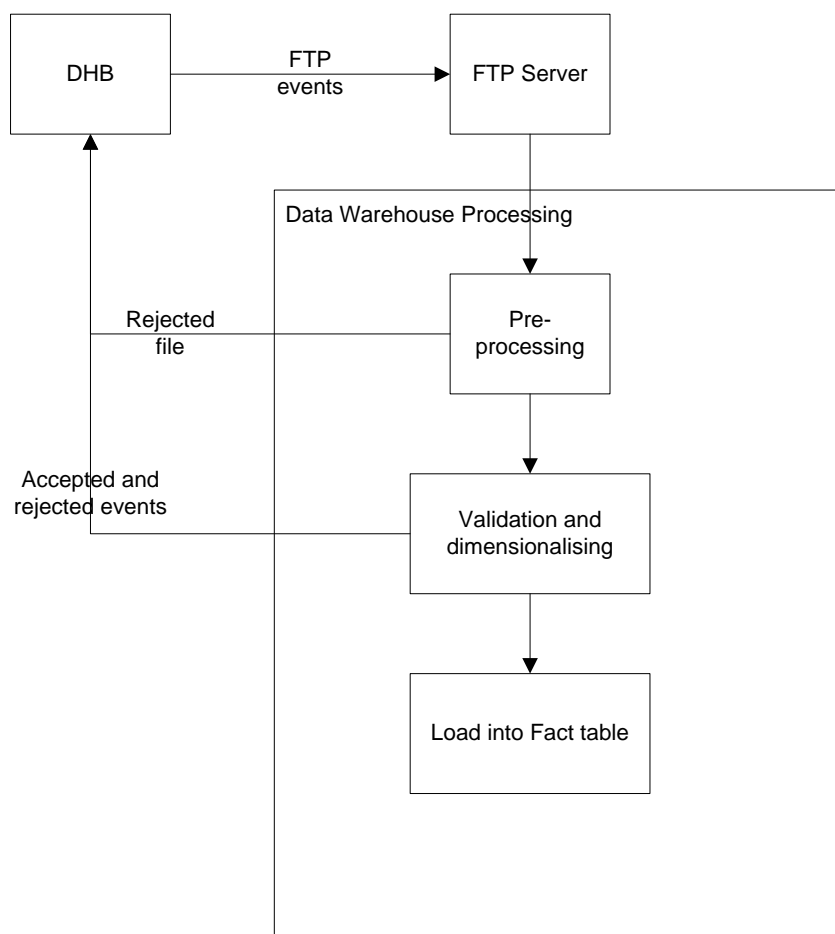 DHB
FTP
events
FTP Server
Data Warehouse Processing
Rejected
file
Pre-
processing
Accepted and
rejected events
Validation and
dimensionalising
Load into Fact table